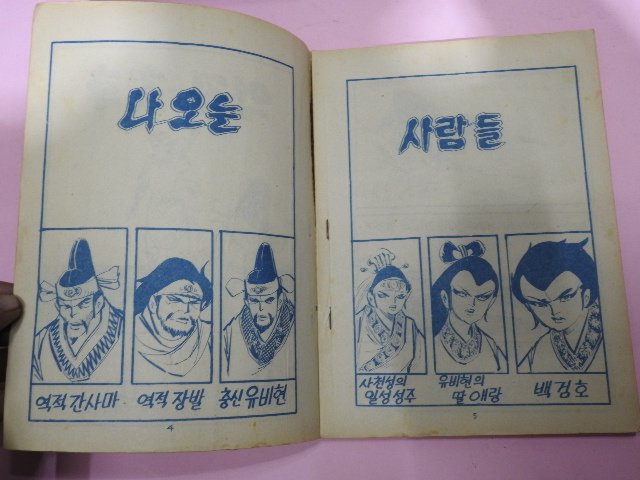 나오는
역적 간사마
역적 장발
충신 유비현
4
사람들
사천성의
일성성주
유비현의
딸 애랑
백검호
5